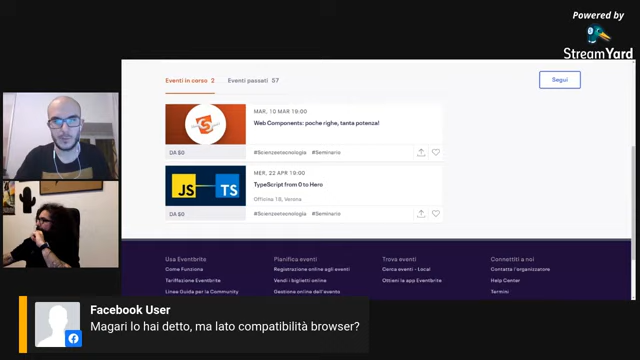 Powered by
StreamYard
Eventi in corso 2
Eventi passati 57
Segui
MAR, 10 MAR 19:00
Web Components: poche righe, tanta potenza!
DA $0
#Scienzeetecnologia #Seminario
JS TS
MER, 22 APR 19:00
TypeScript from 0 to Hero
Officina 18, Verona
DA $0
#Scienzeetecnologia #Seminario
Usa Eventbrite
Pianifica eventi
Trova eventi
Connettiti a noi
Come Funziona
Registrazione online agli eventi
Cerca eventi - Local
Contatta l'organizzatore
Tariffazione Eventbrite
Vendi i biglietti online
Ottieni la app Eventbrite
Help Center
Linee Guida per la Community
Gestione online dell'evento
Termini
Facebook User
Magari lo hai detto, ma lato compatibilità browser?